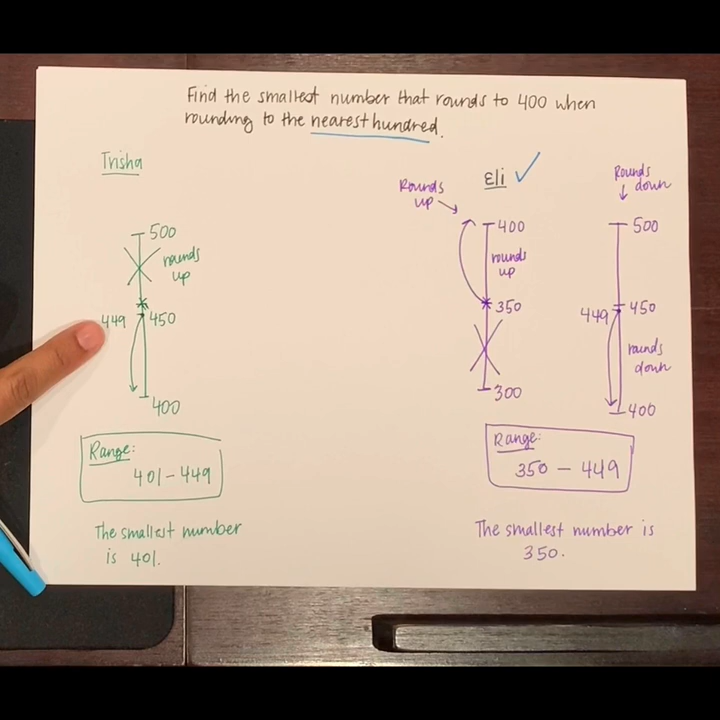 Find the smallest number that rounds to 400 when
rounding to the nearest hundred.
Trisha
500
rounds
up
449
450
400
Range:
401 - 449
The smallest number
is 401.
Eli
Rounds
up
400
rounds
up
350
300
Rounds
down
500
450
449
rounds
down
400
Range:
350 - 449
The smallest number is
350.